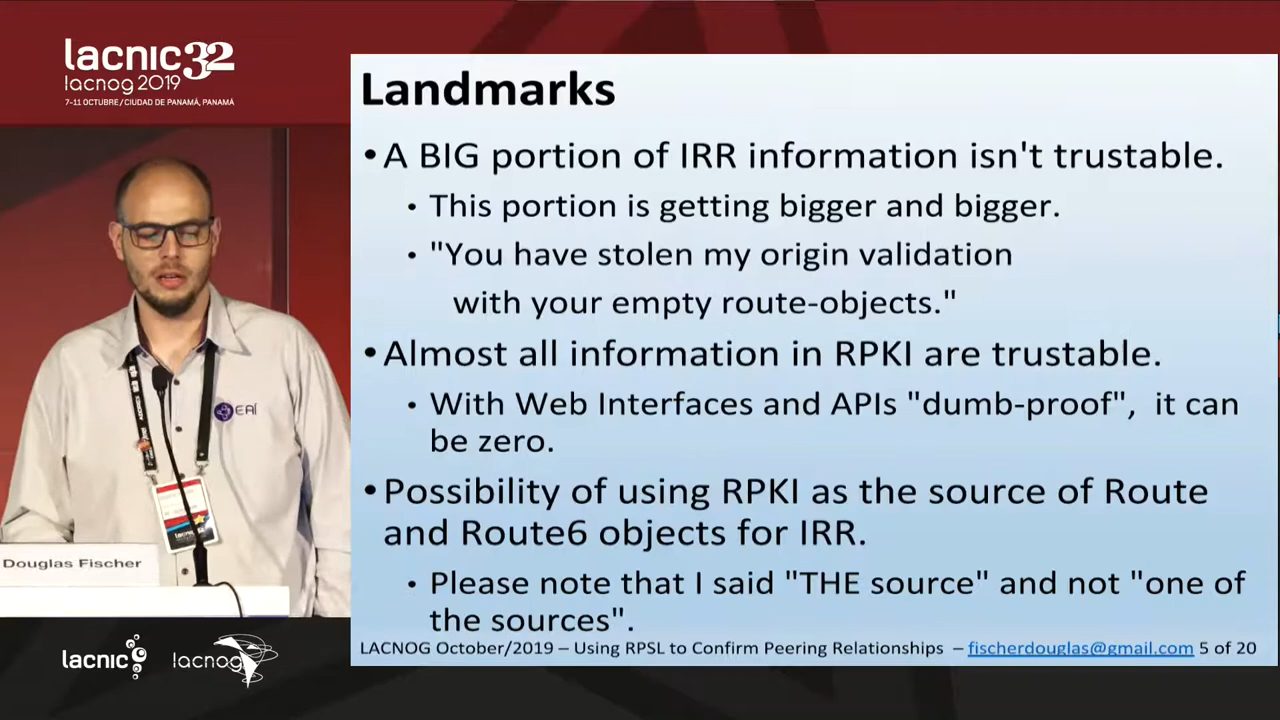 lacnic32
lacnog 2019
7-11 OCTUBRE / CIUDAD DE PANAMÁ, PANAMÁ
Landmarks
•A BIG portion of IRR information isn't trustable.
• This portion is getting bigger and bigger.
• "You have stolen my origin validation
with your empty route-objects."
•Almost all information in RPKI are trustable.
• With Web Interfaces and APIs "dumb-proof",  it can
be zero.
•Possibility of using RPKI as the source of Route
and Route6 objects for IRR.
• Please note that I said "THE source" and not "one of
the sources".
LACNOG October/2019 – Using RPSL to Confirm Peering Relationships – fischerdouglas@gmail.com 5 of 20
EAÍ
Douglas Fischer
lacnic
lacnog